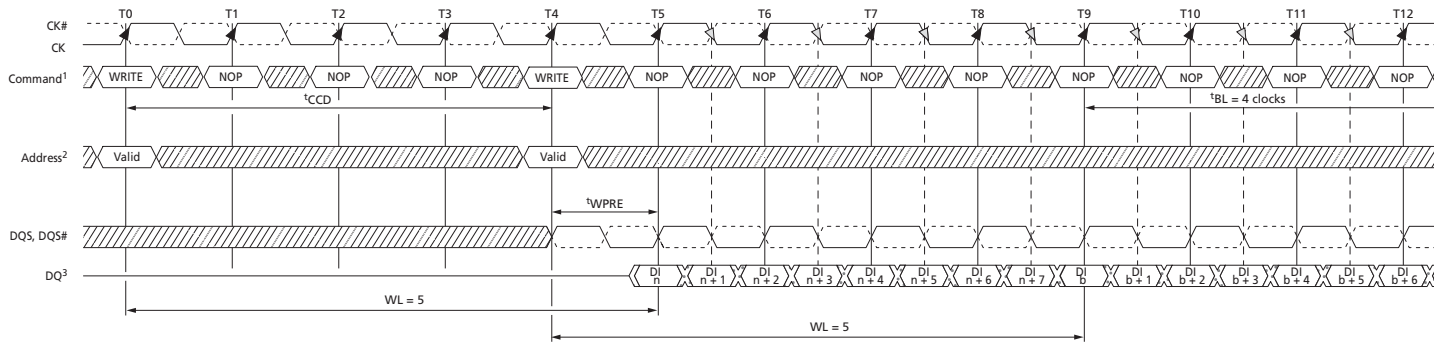 T0 T1 T2 T3 T4 T5 T6 T7 T8 T9 T10 T11 T12
CK#
CK
Command¹ WRITE NOP NOP NOP WRITE NOP NOP NOP NOP NOP NOP NOP NOP
ᵗCCD ᵗBL = 4 clocks
Address² Valid Valid
ᵗWPRE
DQS, DQS#
DQ³ DI n DI n + 1 DI n + 2 DI n + 3 DI n + 4 DI n + 5 DI n + 6 DI n + 7 DI b DI b + 1 DI b + 2 DI b + 3 DI b + 4 DI b + 5 DI b + 6
WL = 5
WL = 5